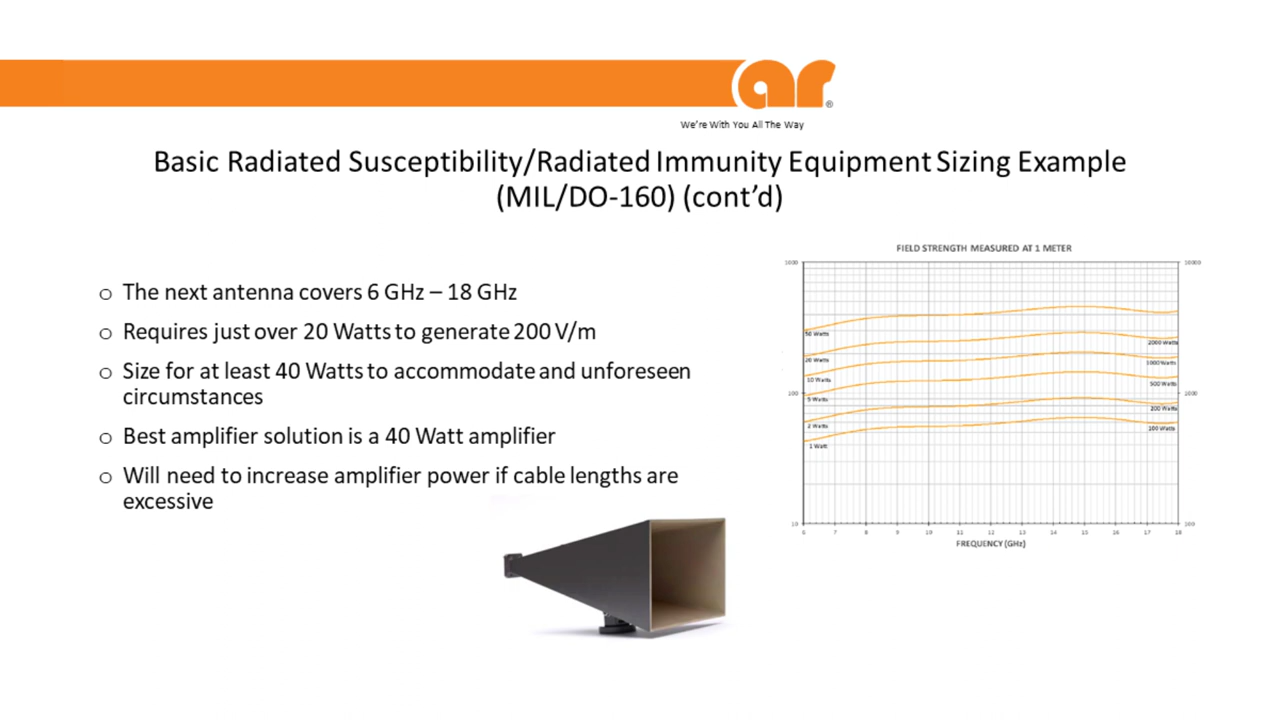 ar®
We're With You All The Way
Basic Radiated Susceptibility/Radiated Immunity Equipment Sizing Example
(MIL/DO-160) (cont'd)
o The next antenna covers 6 GHz – 18 GHz
o Requires just over 20 Watts to generate 200 V/m
o Size for at least 40 Watts to accommodate and unforeseen
circumstances
o Best amplifier solution is a 40 Watt amplifier
o Will need to increase amplifier power if cable lengths are
excessive
FIELD STRENGTH MEASURED AT 1 METER
1000 10000
50 Watts
2000 Watts
20 Watts
1000 Watts
10 Watts
500 Watts
100
5 Watts
200 Watts
2 Watts
100 Watts
1 Watt
10 100
6 7 8 9 10 11 12 13 14 15 16 17 18
FREQUENCY (GHz)